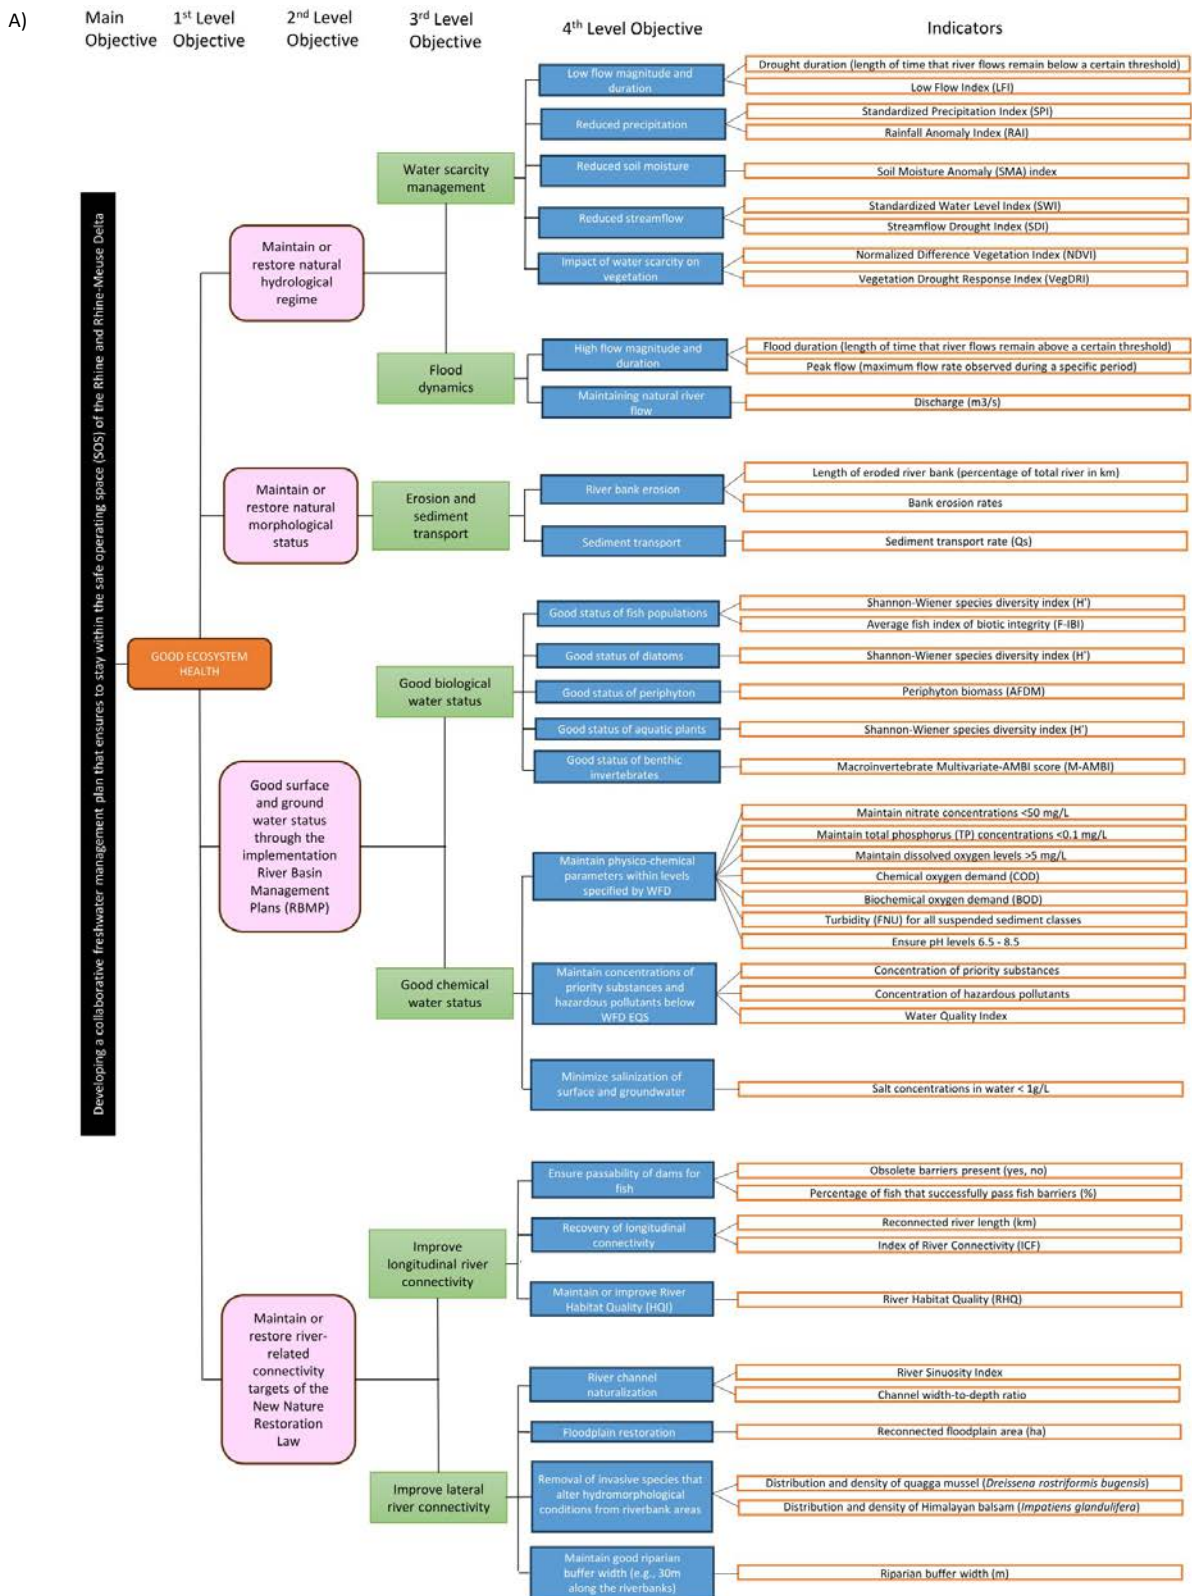 A)
Main
Objective
1st Level
Objective
2nd Level
Objective
3rd Level
Objective
4th Level Objective
Indicators
Developing a collaborative freshwater management plan that ensures to stay within the safe operating space (SOS) of the Rhine and Rhine-Meuse Delta
GOOD ECOSYSTEM
HEALTH
Maintain or
restore natural
hydrological
regime
Water scarcity
management
Low flow magnitude and
duration
Drought duration (length of time that river flows remain below a certain threshold)
Low Flow Index (LFI)
Reduced precipitation
Standardized Precipitation Index (SPI)
Rainfall Anomaly Index (RAI)
Reduced soil moisture
Soil Moisture Anomaly (SMA) index
Reduced streamflow
Standardized Water Level Index (SWI)
Streamflow Drought Index (SDI)
Impact of water scarcity on
vegetation
Normalized Difference Vegetation Index (NDVI)
Vegetation Drought Response Index (VegDRI)
Flood
dynamics
High flow magnitude and
duration
Flood duration (length of time that river flows remain above a certain threshold)
Peak flow (maximum flow rate observed during a specific period)
Maintaining natural river
flow
Discharge (m3/s)
Maintain or
restore natural
morphological
status
Erosion and
sediment
transport
River bank erosion
Length of eroded river bank (percentage of total river in km)
Bank erosion rates
Sediment transport
Sediment transport rate (Qs)
Good surface
and ground
water status
through the
implementation
River Basin
Management
Plans (RBMP)
Good biological
water status
Good status of fish populations
Shannon-Wiener species diversity index (H')
Average fish index of biotic integrity (F-IBI)
Good status of diatoms
Shannon-Wiener species diversity index (H')
Good status of periphyton
Periphyton biomass (AFDM)
Good status of aquatic plants
Shannon-Wiener species diversity index (H')
Good status of benthic
invertebrates
Macroinvertebrate Multivariate-AMBI score (M-AMBI)
Good chemical
water status
Maintain physico-chemical
parameters within levels
specified by WFD
Maintain nitrate concentrations <50 mg/L
Maintain total phosphorus (TP) concentrations <0.1 mg/L
Maintain dissolved oxygen levels >5 mg/L
Chemical oxygen demand (COD)
Biochemical oxygen demand (BOD)
Turbidity (FNU) for all suspended sediment classes
Ensure pH levels 6.5 - 8.5
Maintain concentrations of
priority substances and
hazardous pollutants below
WFD EQS
Concentration of priority substances
Concentration of hazardous pollutants
Water Quality Index
Minimize salinization of
surface and groundwater
Salt concentrations in water < 1g/L
Maintain or
restore river-
related
connectivity
targets of the
New Nature
Restoration
Law
Improve
longitudinal river
connectivity
Ensure passability of dams for
fish
Obsolete barriers present (yes, no)
Percentage of fish that successfully pass fish barriers (%)
Recovery of longitudinal
connectivity
Reconnected river length (km)
Index of River Connectivity (ICF)
Maintain or improve River
Habitat Quality (HQI)
River Habitat Quality (RHQ)
Improve lateral
river connectivity
River channel
naturalization
River Sinuosity Index
Channel width-to-depth ratio
Floodplain restoration
Reconnected floodplain area (ha)
Removal of invasive species that
alter hydromorphological
conditions from riverbank areas
Distribution and density of quagga mussel (Dreissena rostriformis bugensis)
Distribution and density of Himalayan balsam (Impatiens glandulifera)
Maintain good riparian
buffer width (e.g., 30m
along the riverbanks)
Riparian buffer width (m)